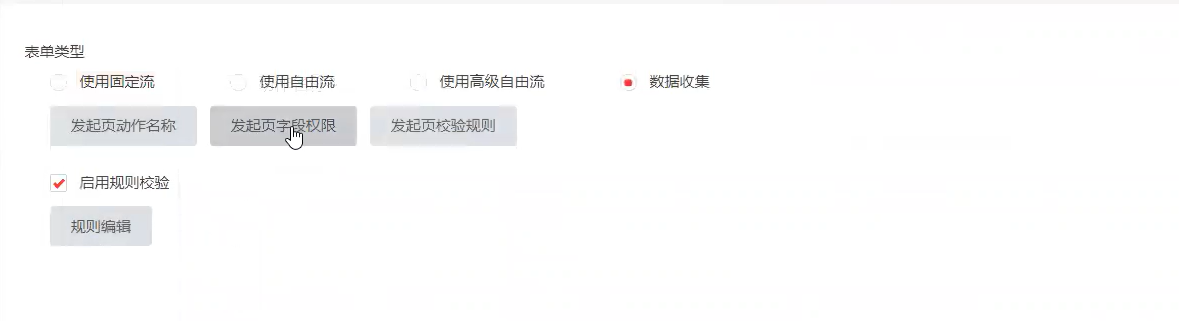 表单类型
使用固定流 使用自由流 使用高级自由流 数据收集
发起页动作名称 发起页字段权限 发起页校验规则
启用规则校验
规则编辑